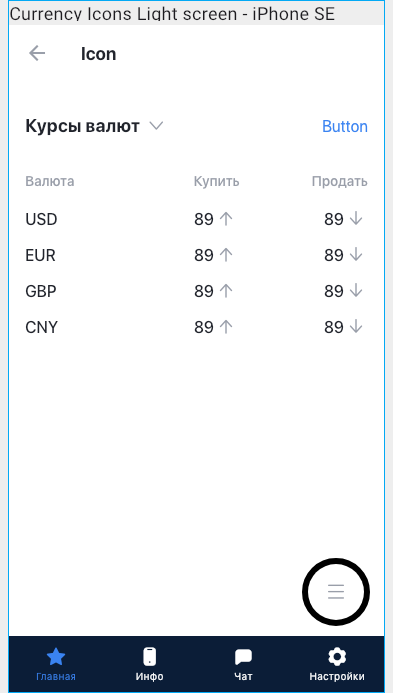 Currency Icons Light screen - iPhone SE
Icon
Курсы валют Button
Валюта Купить Продать
USD 89 89
EUR 89 89
GBP 89 89
CNY 89 89
Главная Инфо Чат Настройки